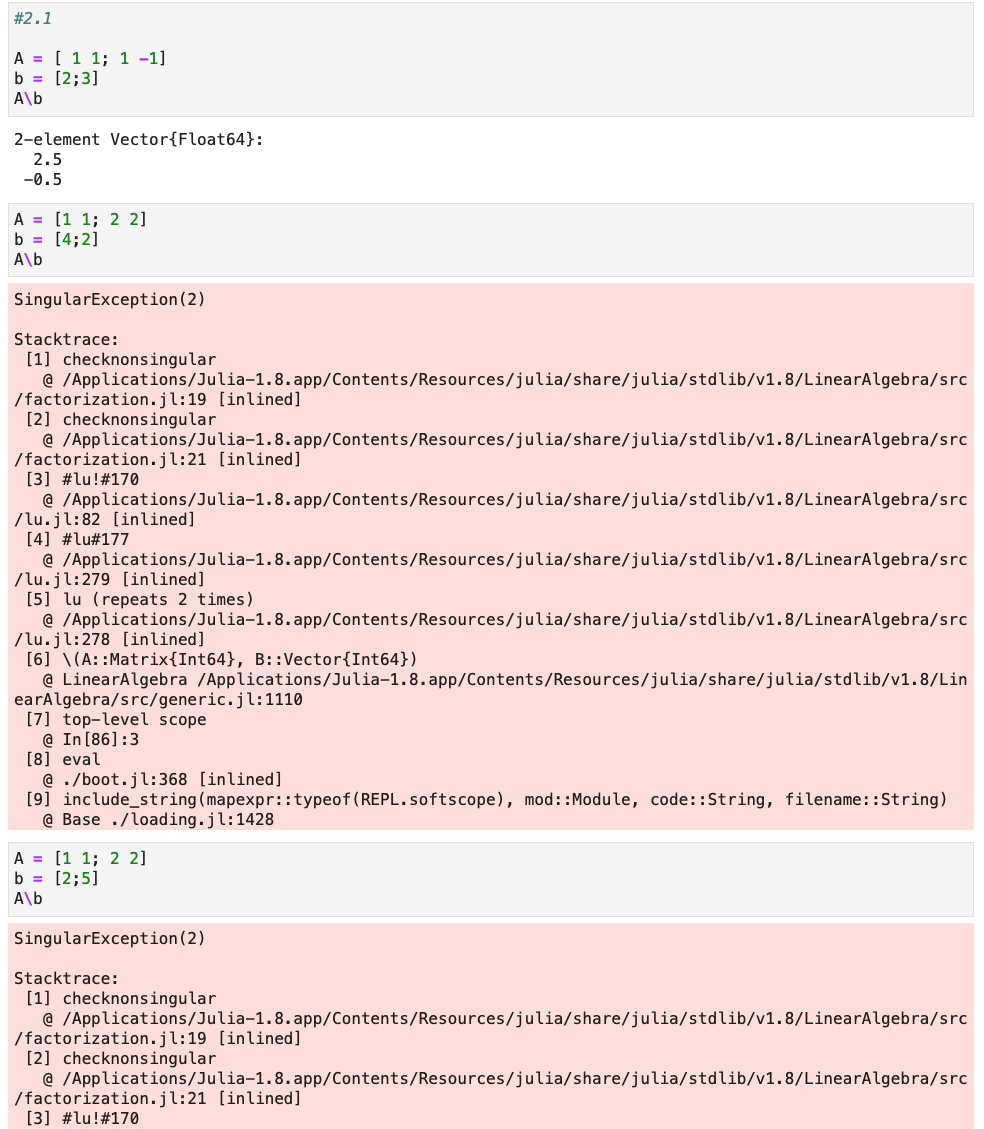 #2.1
A = [ 1 1; 1 −1]
b = [2;3]
A\b
2−element Vector{Float64}:
2.5
−0.5
A = [1 1; 2 2]
b = [4;2]
A\b
SingularException(2)
Stacktrace:
[1] checknonsingular
@ /Applications/Julia−1.8.app/Contents/Resources/julia/share/julia/stdlib/v1.8/LinearAlgebra/src
/factorization.jl:19 [inlined]
[2] checknonsingular
@ /Applications/Julia−1.8.app/Contents/Resources/julia/share/julia/stdlib/v1.8/LinearAlgebra/src
/factorization.jl:21 [inlined]
[3] #lu!#170
@ /Applications/Julia−1.8.app/Contents/Resources/julia/share/julia/stdlib/v1.8/LinearAlgebra/src
/lu.jl:82 [inlined]
[4] #lu#177
@ /Applications/Julia−1.8.app/Contents/Resources/julia/share/julia/stdlib/v1.8/LinearAlgebra/src
/lu.jl:279 [inlined]
[5] lu (repeats 2 times)
@ /Applications/Julia−1.8.app/Contents/Resources/julia/share/julia/stdlib/v1.8/LinearAlgebra/src
/lu.jl:278 [inlined]
[6] \(A::Matrix{Int64}, B::Vector{Int64})
@ LinearAlgebra /Applications/Julia−1.8.app/Contents/Resources/julia/share/julia/stdlib/v1.8/Lin
earAlgebra/src/generic.jl:1110
[7] top−level scope
@ In[86]:3
[8] eval
@ ./boot.jl:368 [inlined]
[9] include_string(mapexpr::typeof(REPL.softscope), mod::Module, code::String, filename::String)
@ Base ./loading.jl:1428
A = [1 1; 2 2]
b = [2;5]
A\b
SingularException(2)
Stacktrace:
[1] checknonsingular
@ /Applications/Julia−1.8.app/Contents/Resources/julia/share/julia/stdlib/v1.8/LinearAlgebra/src
/factorization.jl:19 [inlined]
[2] checknonsingular
@ /Applications/Julia−1.8.app/Contents/Resources/julia/share/julia/stdlib/v1.8/LinearAlgebra/src
/factorization.jl:21 [inlined]
[3] #lu!#170